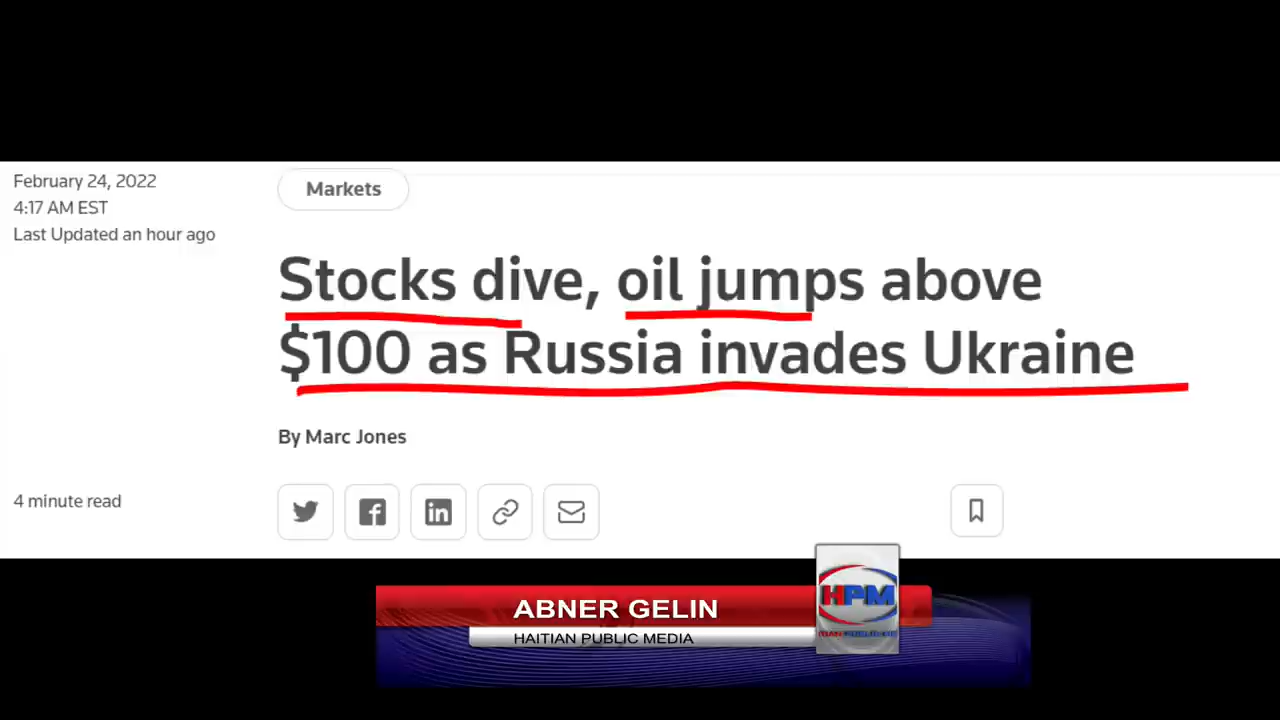 February 24, 2022
4:17 AM EST
Last Updated an hour ago
Markets
Stocks dive, oil jumps above
$100 as Russia invades Ukraine
By Marc Jones
4 minute read
ABNER GELIN
HAITIAN PUBLIC MEDIA
HPM